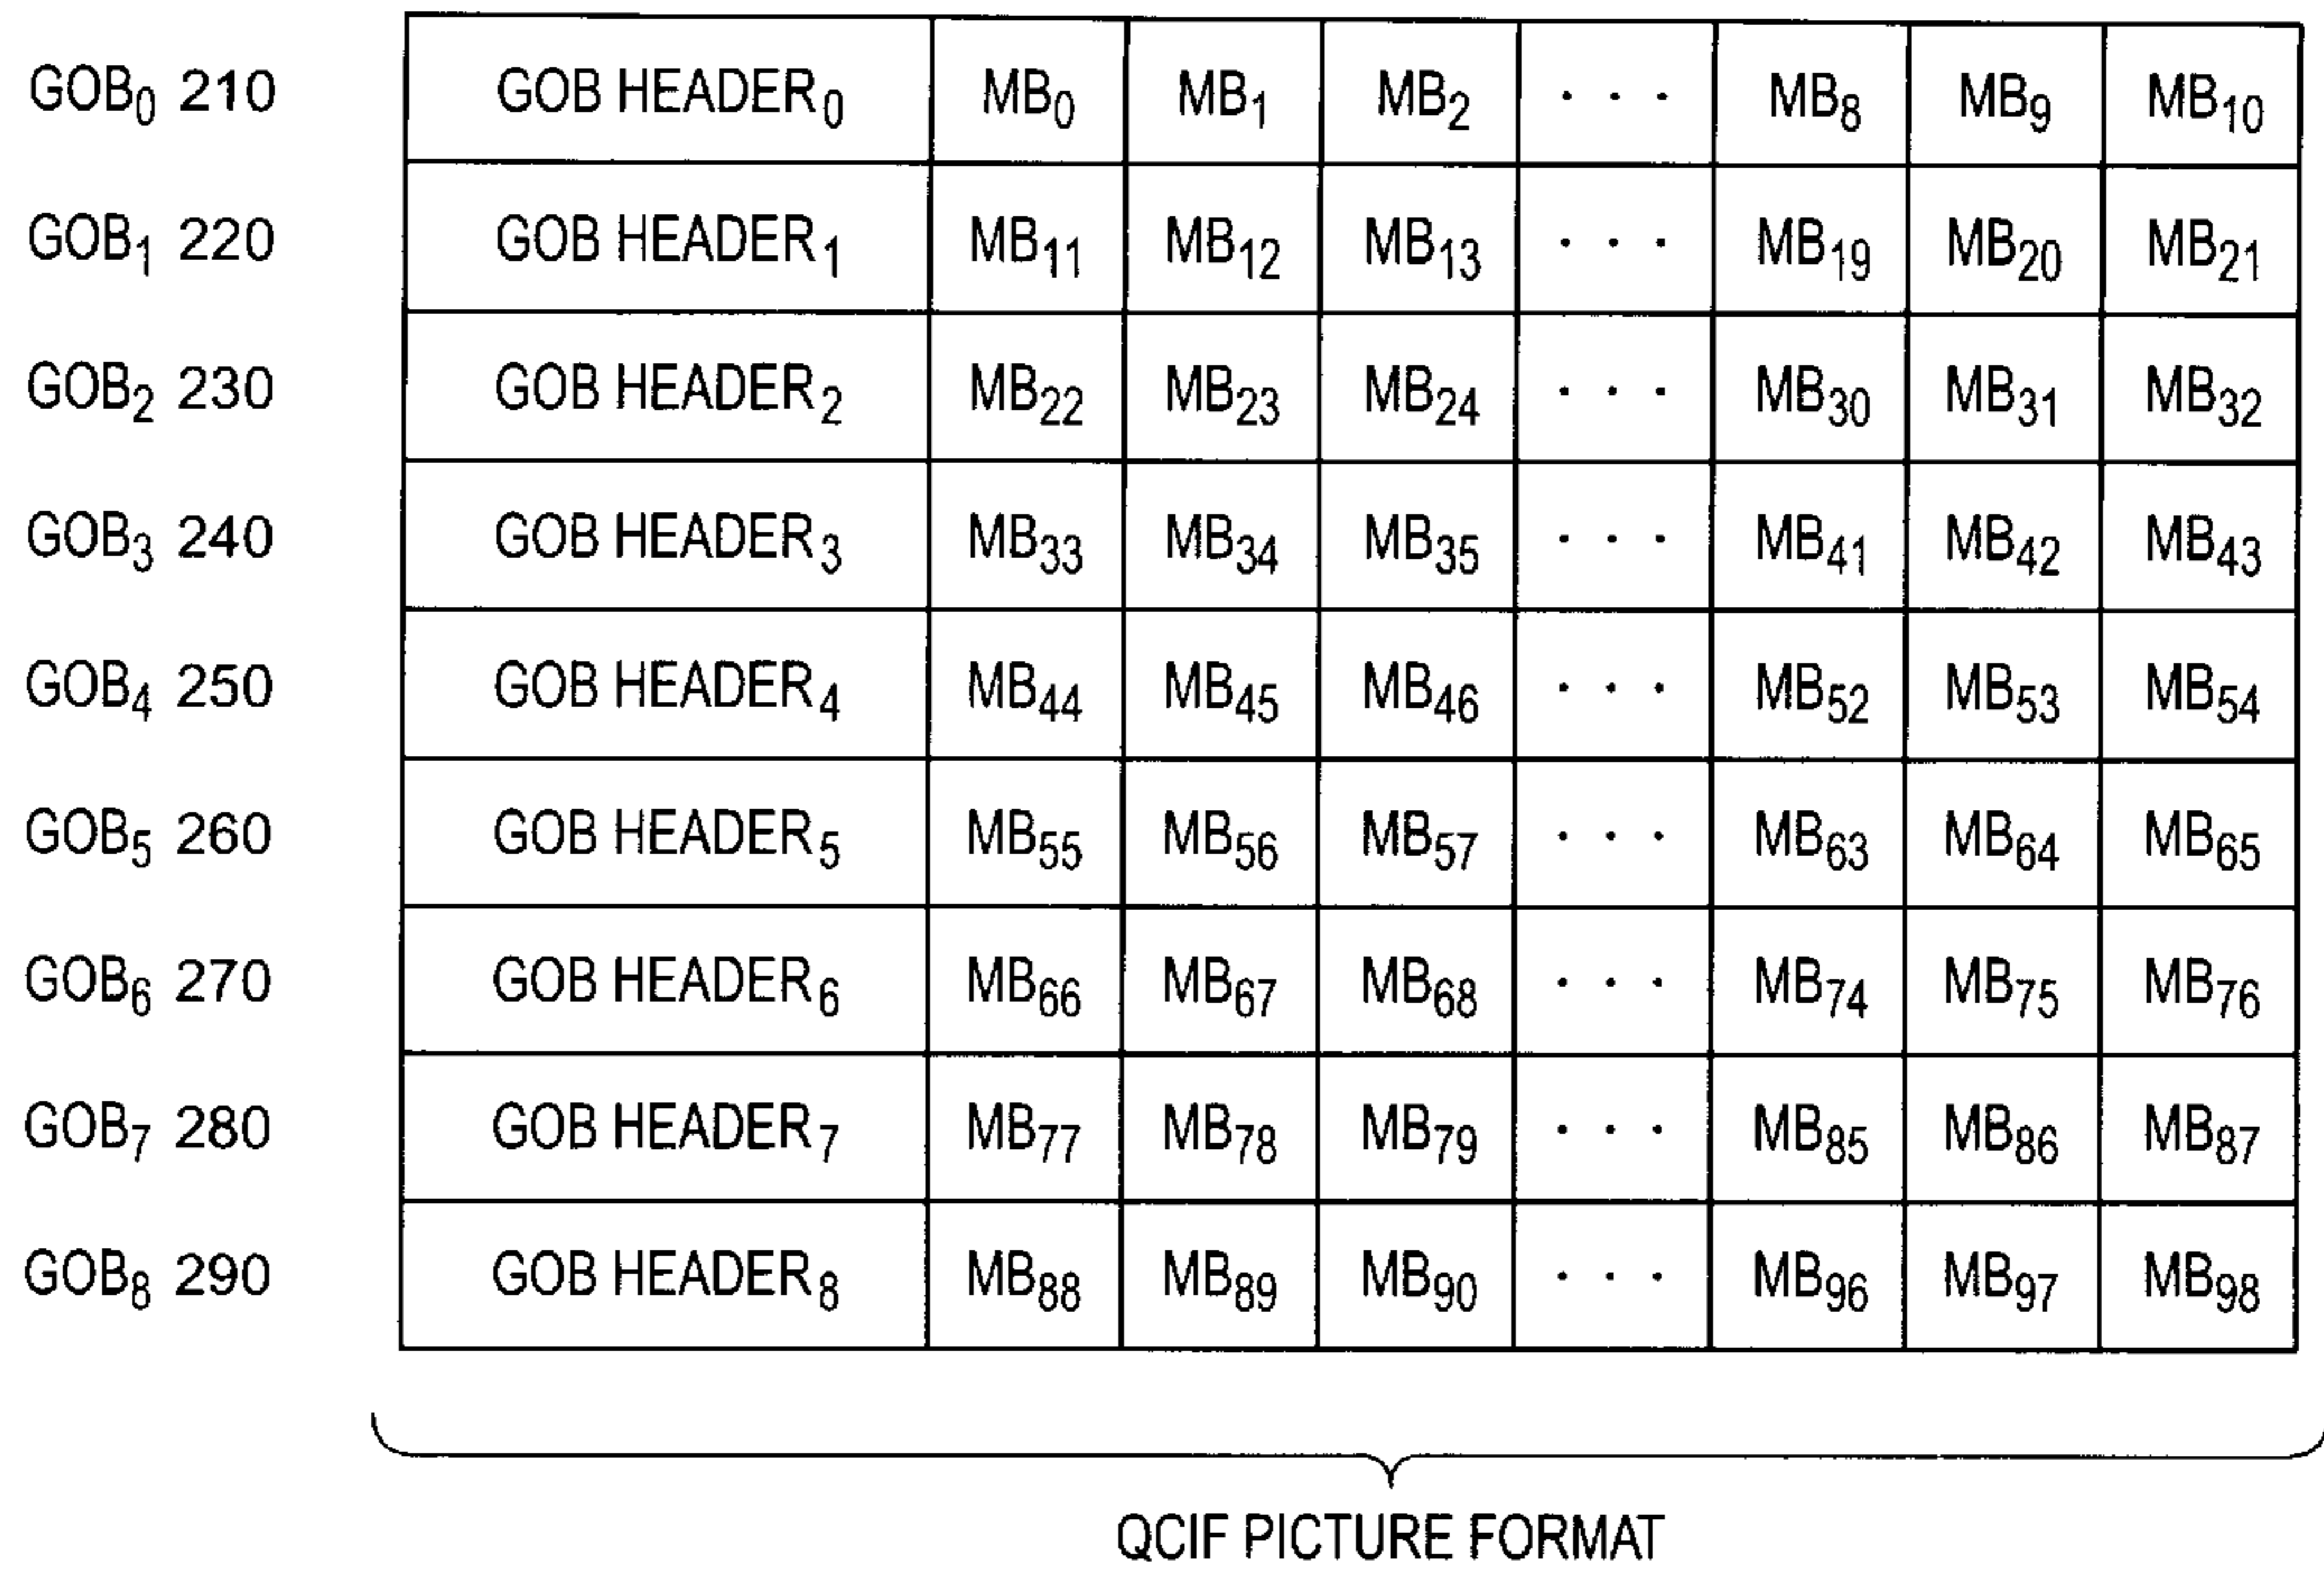 GOB₀ 210 GOB HEADER₀ MB₀ MB₁ MB₂ . . . MB₈ MB₉ MB₁₀
GOB₁ 220 GOB HEADER₁ MB₁₁ MB₁₂ MB₁₃ . . . MB₁₉ MB₂₀ MB₂₁
GOB₂ 230 GOB HEADER₂ MB₂₂ MB₂₃ MB₂₄ . . . MB₃₀ MB₃₁ MB₃₂
GOB₃ 240 GOB HEADER₃ MB₃₃ MB₃₄ MB₃₅ . . . MB₄₁ MB₄₂ MB₄₃
GOB₄ 250 GOB HEADER₄ MB₄₄ MB₄₅ MB₄₆ . . . MB₅₂ MB₅₃ MB₅₄
GOB₅ 260 GOB HEADER₅ MB₅₅ MB₅₆ MB₅₇ . . . MB₆₃ MB₆₄ MB₆₅
GOB₆ 270 GOB HEADER₆ MB₆₆ MB₆₇ MB₆₈ . . . MB₇₄ MB₇₅ MB₇₆
GOB₇ 280 GOB HEADER₇ MB₇₇ MB₇₈ MB₇₉ . . . MB₈₅ MB₈₆ MB₈₇
GOB₈ 290 GOB HEADER₈ MB₈₈ MB₈₉ MB₉₀ . . . MB₉₆ MB₉₇ MB₉₈
QCIF PICTURE FORMAT